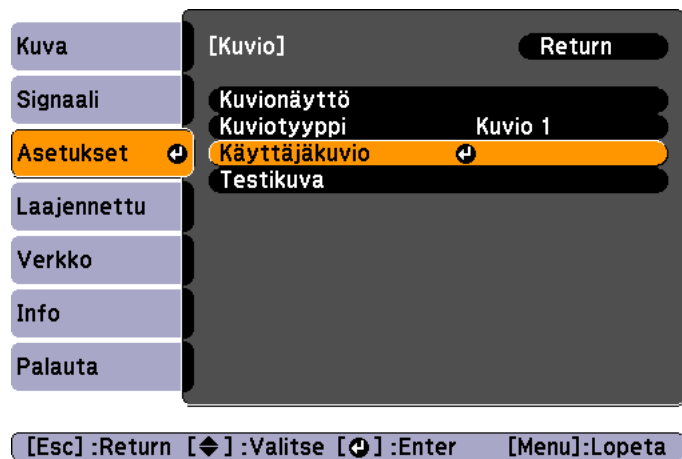 Kuva
Signaali
Asetukset
Laajennettu
Verkko
Info
Palauta
[Kuvio] Return
Kuvionäyttö
Kuviotyyppi Kuvio 1
Käyttäjäkuvio
Testikuva
[Esc] :Return [◆] :Valitse [↵] :Enter [Menu]:Lopeta